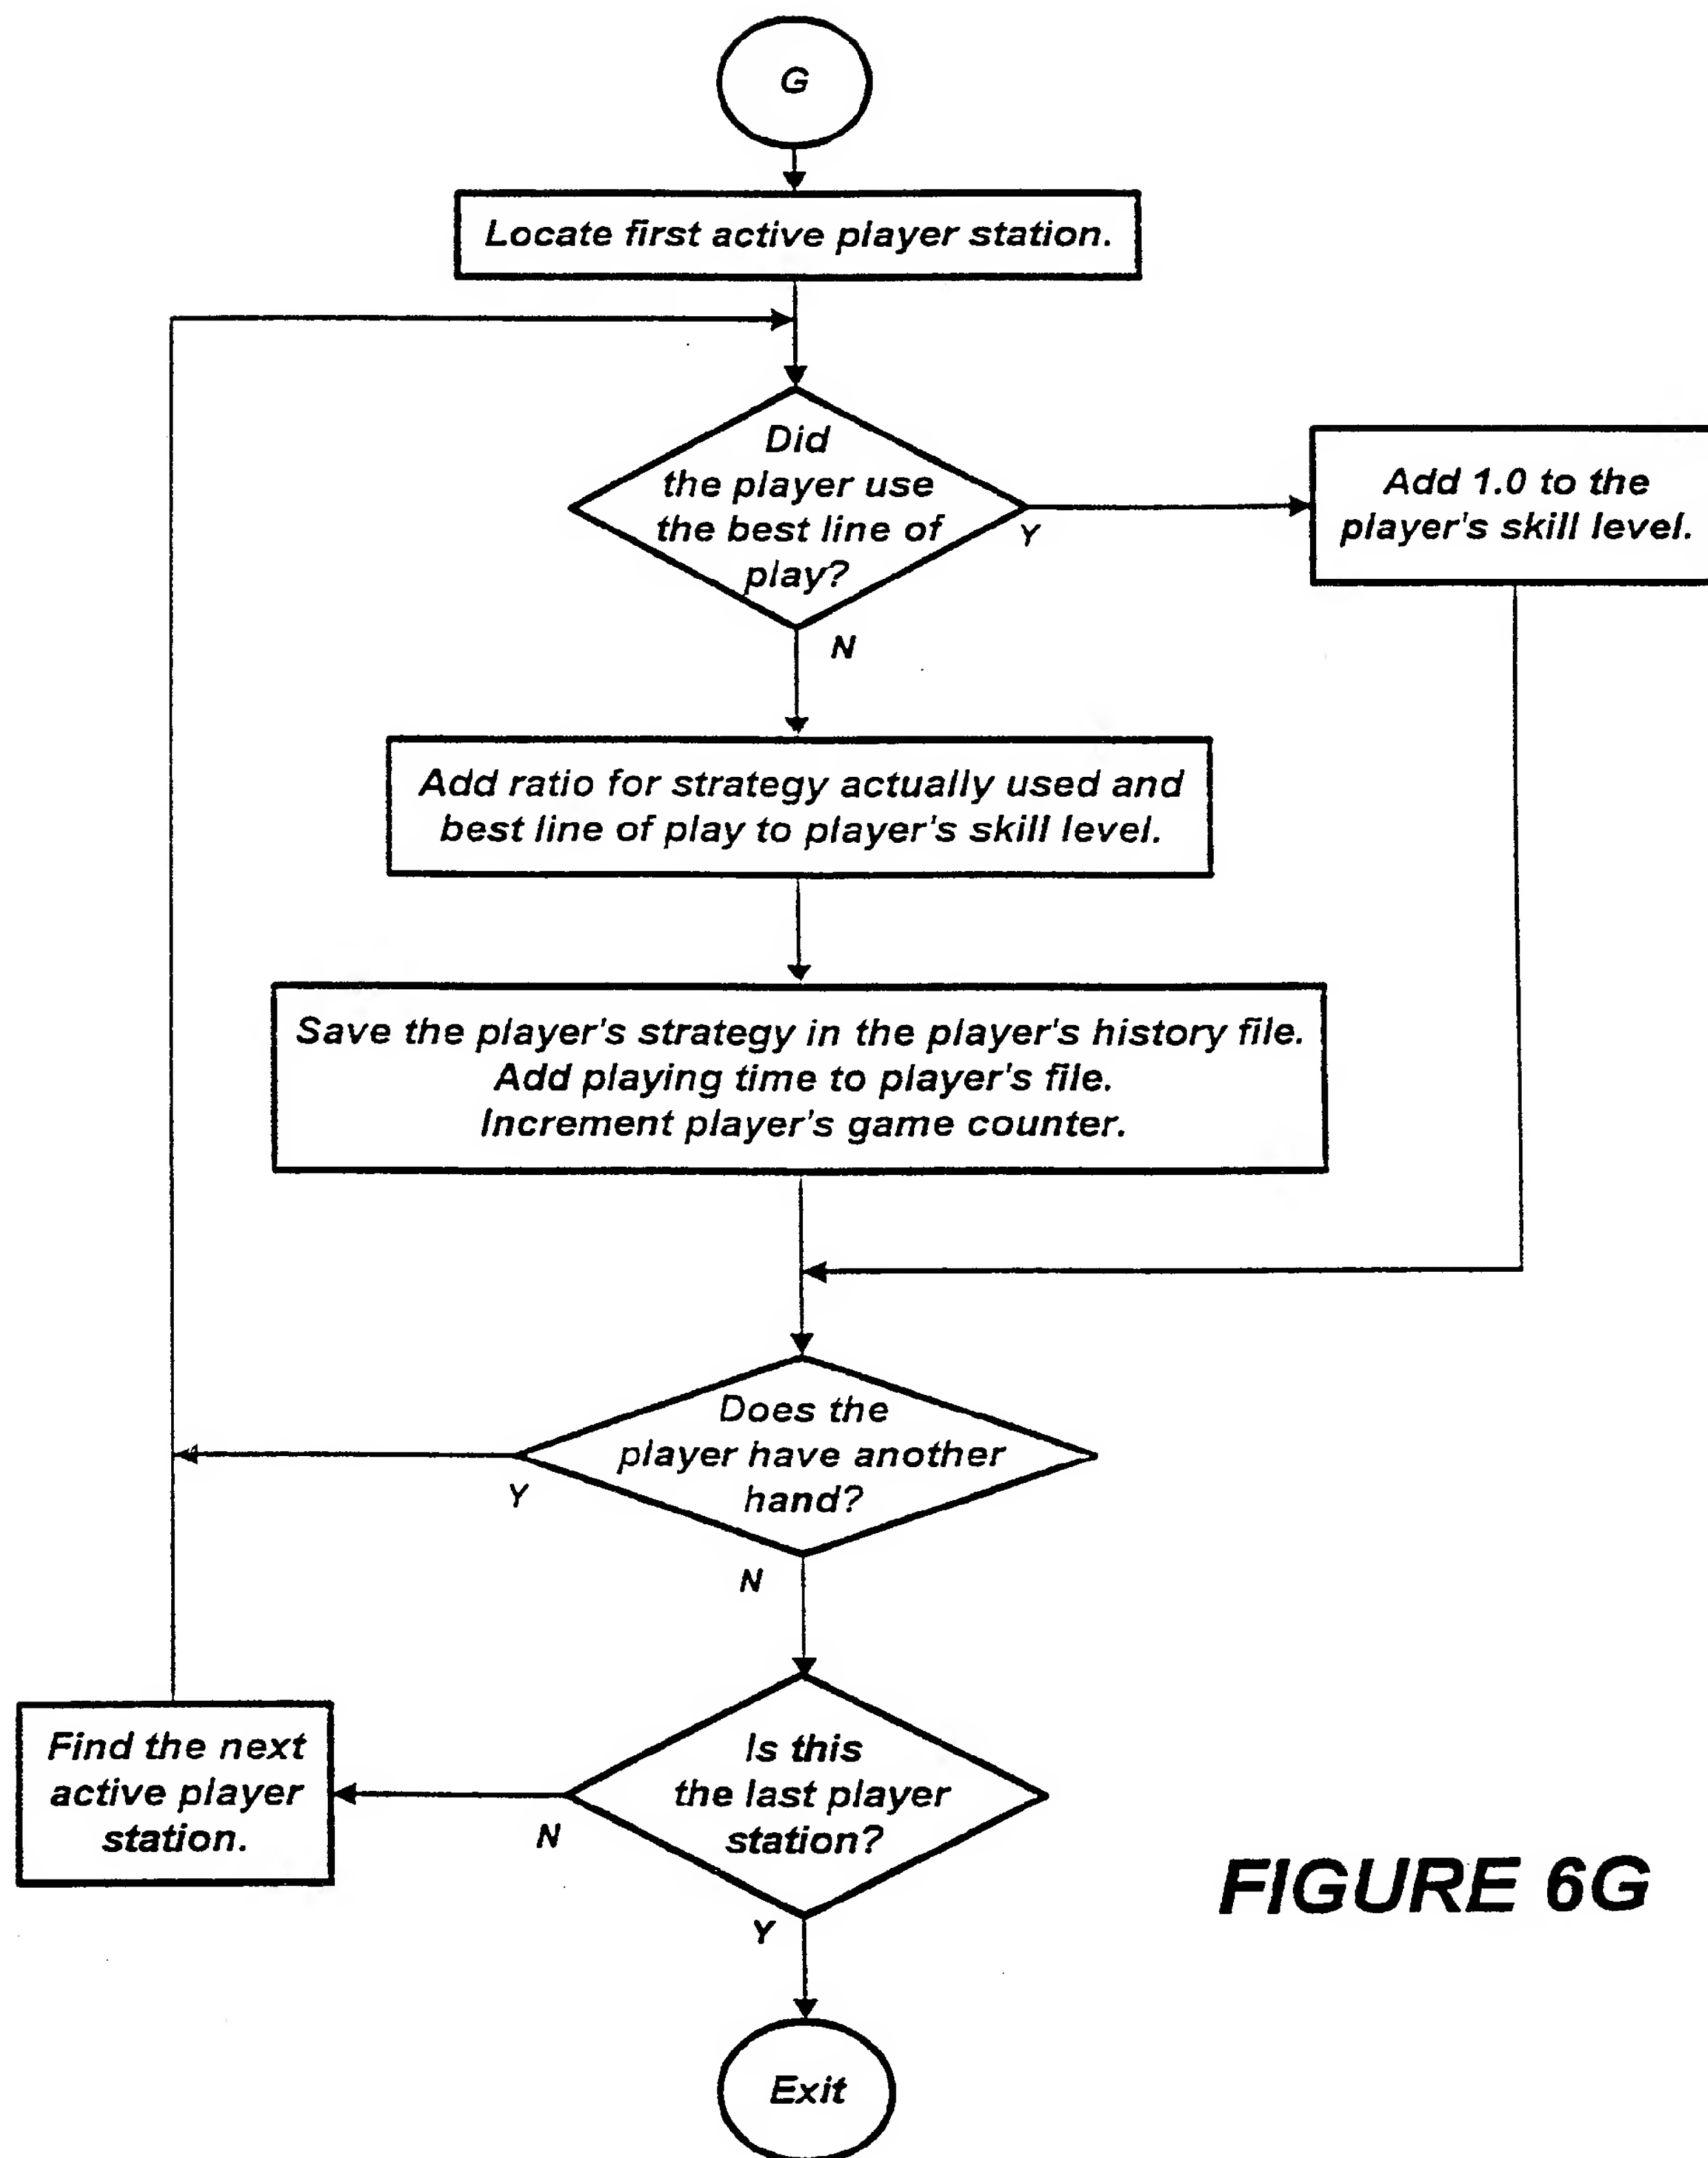 G
Locate first active player station.
Did
the player use
the best line of
play?
Y
Add 1.0 to the
player's skill level.
N
Add ratio for strategy actually used and
best line of play to player's skill level.
Save the player's strategy in the player's history file.
Add playing time to player's file.
Increment player's game counter.
Does the
player have another
hand?
Y
N
Find the next
active player
station.
Is this
the last player
station?
N
Y
FIGURE 6G
Exit